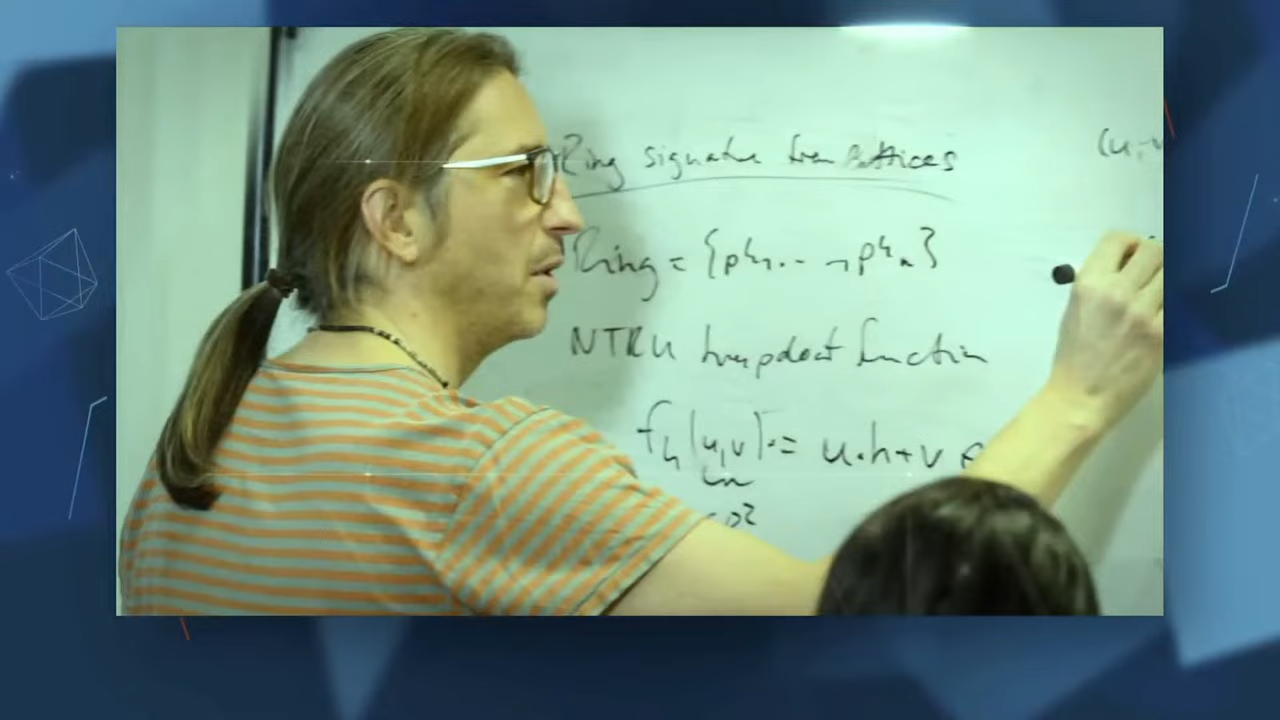 Ring signature from lattices
(u,v
Ring = {pk₁, ..., pkₙ}
NTRU trapdoor function
fₕ(u,v) := u·h+v ∈